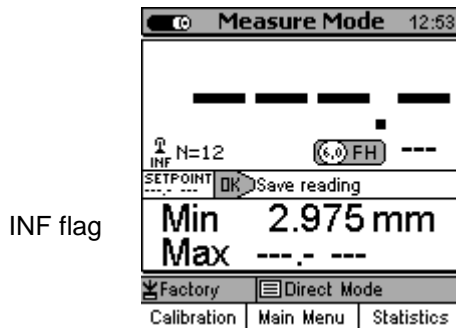 Measure Mode 12:53
---.-
INF N=12 6.0 FH ---
SETPOINT
---.- --- OK Save reading
INF flag
Min 2.975 mm
Max ---.- ---
Factory Direct Mode
Calibration Main Menu Statistics